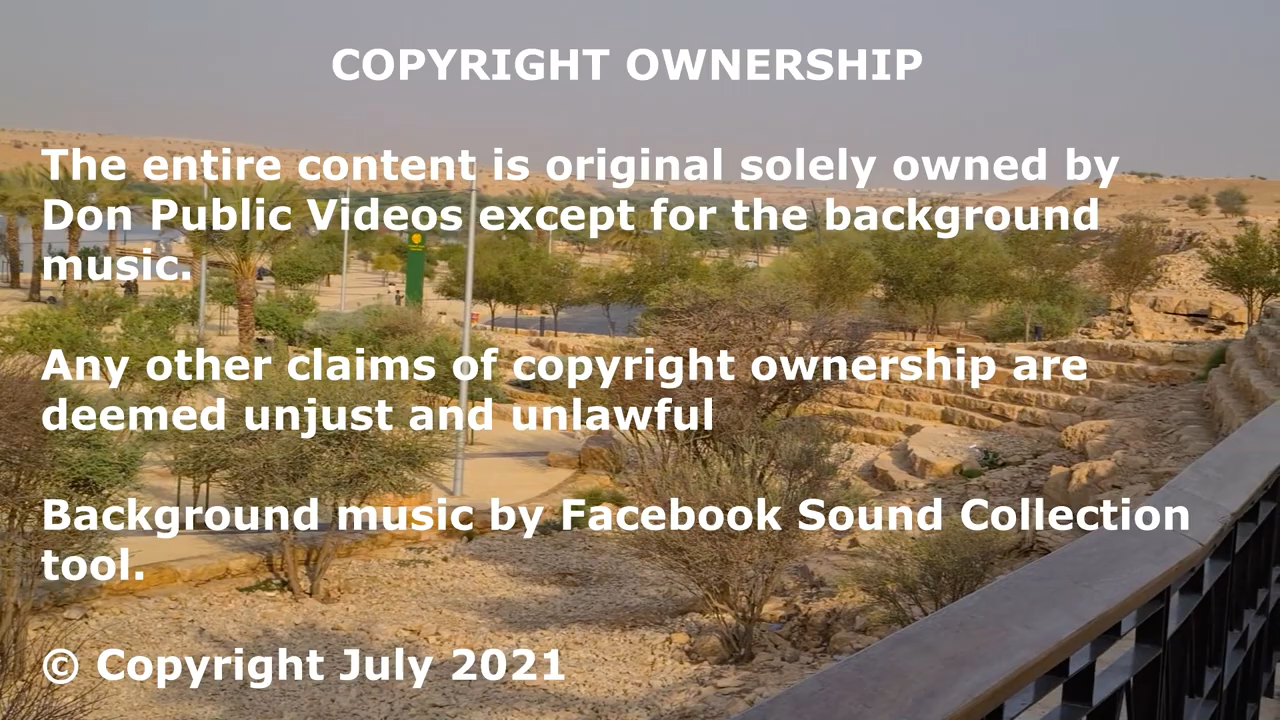 COPYRIGHT OWNERSHIP
The entire content is original solely owned by
Don Public Videos except for the background
music.
Any other claims of copyright ownership are
deemed unjust and unlawful
Background music by Facebook Sound Collection
tool.
© Copyright July 2021